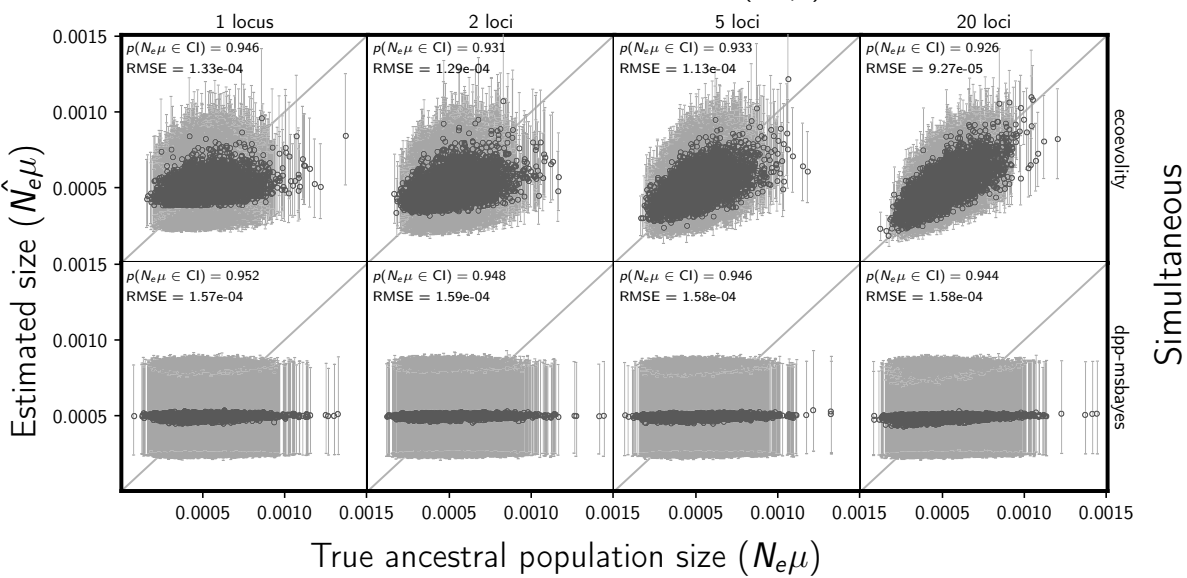 1 locus
2 loci
5 loci
20 loci
0.0015
p(Nₑμ ∈ CI) = 0.946
RMSE = 1.33e-04
p(Nₑμ ∈ CI) = 0.931
RMSE = 1.29e-04
p(Nₑμ ∈ CI) = 0.933
RMSE = 1.13e-04
p(Nₑμ ∈ CI) = 0.926
RMSE = 9.27e-05
0.0010
0.0005
ecoevolity
0.0015
p(Nₑμ ∈ CI) = 0.952
RMSE = 1.57e-04
p(Nₑμ ∈ CI) = 0.948
RMSE = 1.59e-04
p(Nₑμ ∈ CI) = 0.946
RMSE = 1.58e-04
p(Nₑμ ∈ CI) = 0.944
RMSE = 1.58e-04
0.0010
0.0005
dpp-msbayes
Simultaneous
Estimated size (N̂ₑμ)
0.0005 0.0010 0.0015 0.0005 0.0010 0.0015 0.0005 0.0010 0.0015 0.0005 0.0010 0.0015
True ancestral population size (Nₑμ)